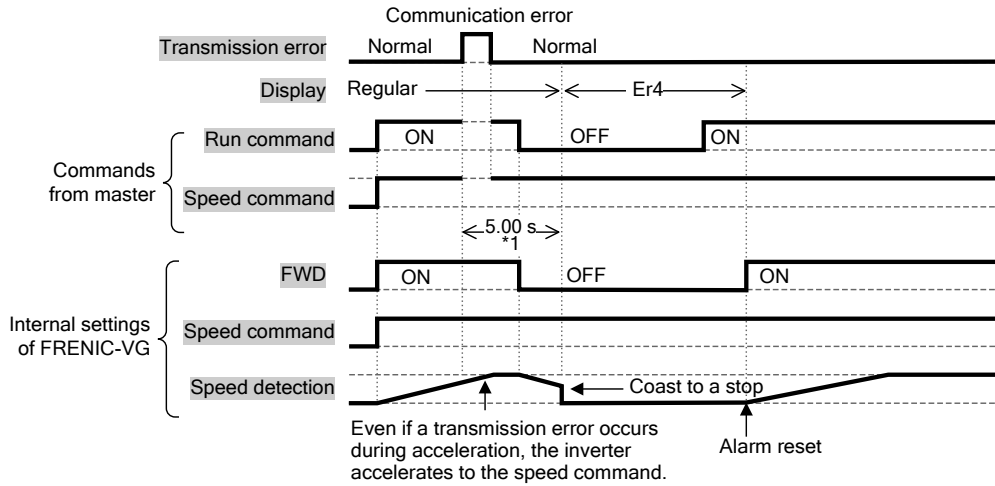 Communication error
Transmission error
Normal
Normal
Display
Regular
Er4
Commands
from master
Run command
ON
OFF
ON
Speed command
5.00 s
*1
Internal settings
of FRENIC-VG
FWD
ON
OFF
ON
Speed command
Speed detection
Coast to a stop
Even if a transmission error occurs
during acceleration, the inverter
accelerates to the speed command.
Alarm reset